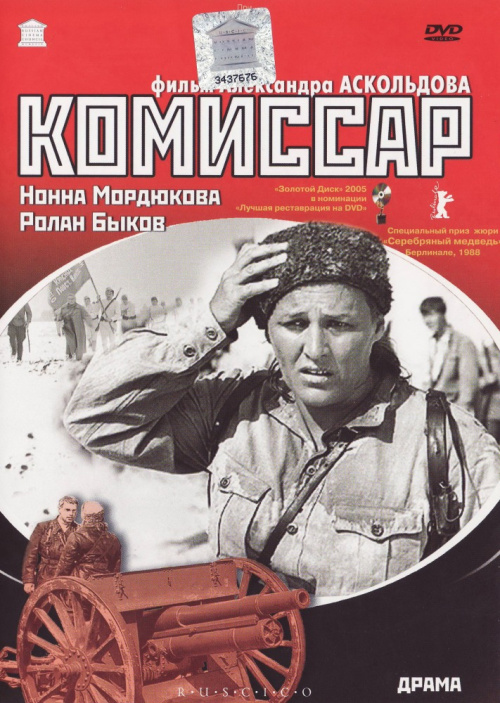 DVD
VIDEO
3437676
фильм Александра АСКОЛЬДОВА
КОМИССАР
Нонна Мордюкова
Ролан Быков
«Золотой Диск» 2005
в номинации
«Лучшая реставрация на DVD»
Специальный приз жюри
«Серебряный медведь»
Берлинале, 1988
R·U·S·C·I·C·O
ДРАМА